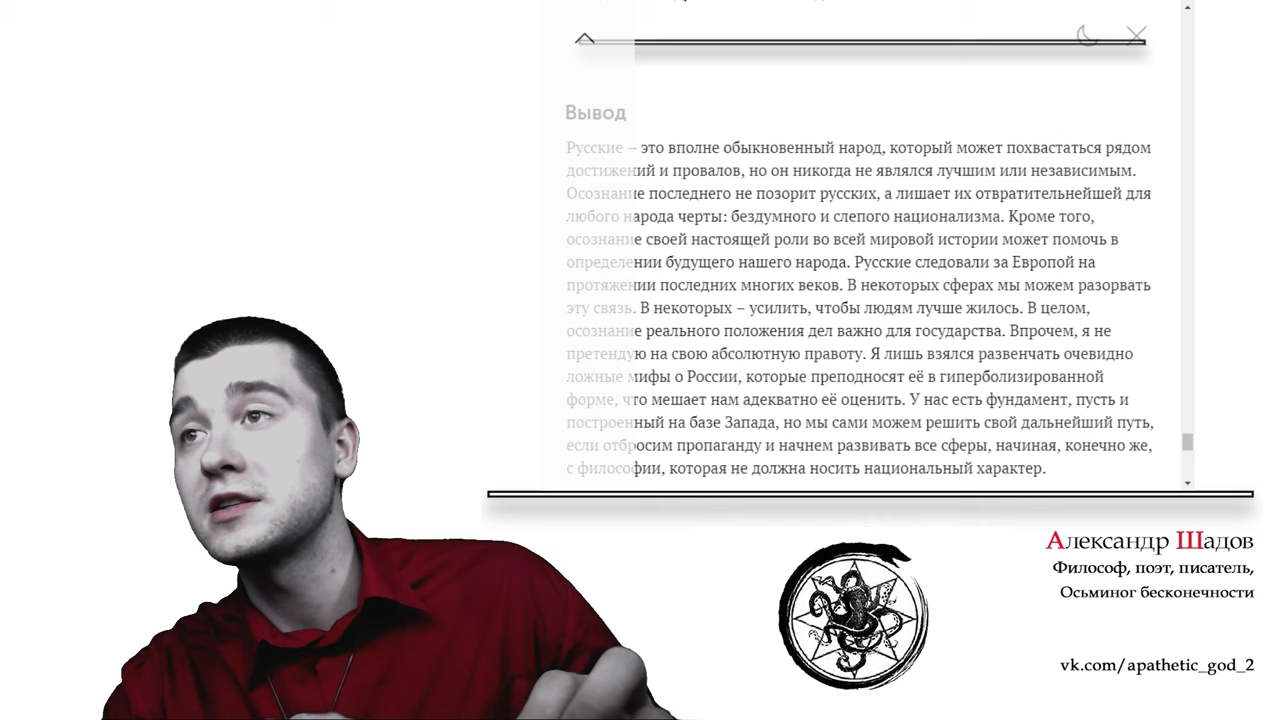 Вывод
Русские – это вполне обыкновенный народ, который может похвастаться рядом
достижений и провалов, но он никогда не являлся лучшим или независимым.
Осознание последнего не позорит русских, а лишает их отвратительнейшей для
любого народа черты: бездумного и слепого национализма. Кроме того,
осознание своей настоящей роли во всей мировой истории может помочь в
определении будущего нашего народа. Русские следовали за Европой на
протяжении последних многих веков. В некоторых сферах мы можем разорвать
эту связь. В некоторых – усилить, чтобы людям лучше жилось. В целом,
осознание реального положения дел важно для государства. Впрочем, я не
претендую на свою абсолютную правоту. Я лишь взялся развенчать очевидно
ложные мифы о России, которые преподносят её в гиперболизированной
форме, что мешает нам адекватно её оценить. У нас есть фундамент, пусть и
построенный на базе Запада, но мы сами можем решить свой дальнейший путь,
если отбросим пропаганду и начнем развивать все сферы, начиная, конечно же,
с философии, которая не должна носить национальный характер.
Александр Шадов
Философ, поэт, писатель,
Осьминог бесконечности
vk.com/apathetic_god_2